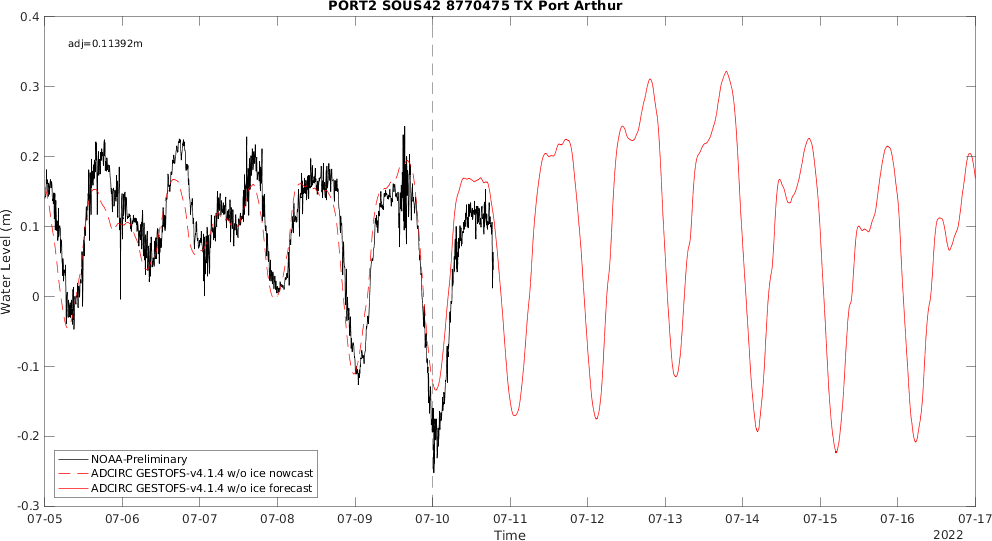 PORT2 SOUS42 8770475 TX Port Arthur
adj=0.11392m
0.4
0.3
0.2
0.1
0
-0.1
-0.2
-0.3
Water Level (m)
NOAA-Preliminary
ADCIRC GESTOFS-v4.1.4 w/o ice nowcast
ADCIRC GESTOFS-v4.1.4 w/o ice forecast
07-05 07-06 07-07 07-08 07-09 07-10 07-11 07-12 07-13 07-14 07-15 07-16 07-17
Time
2022